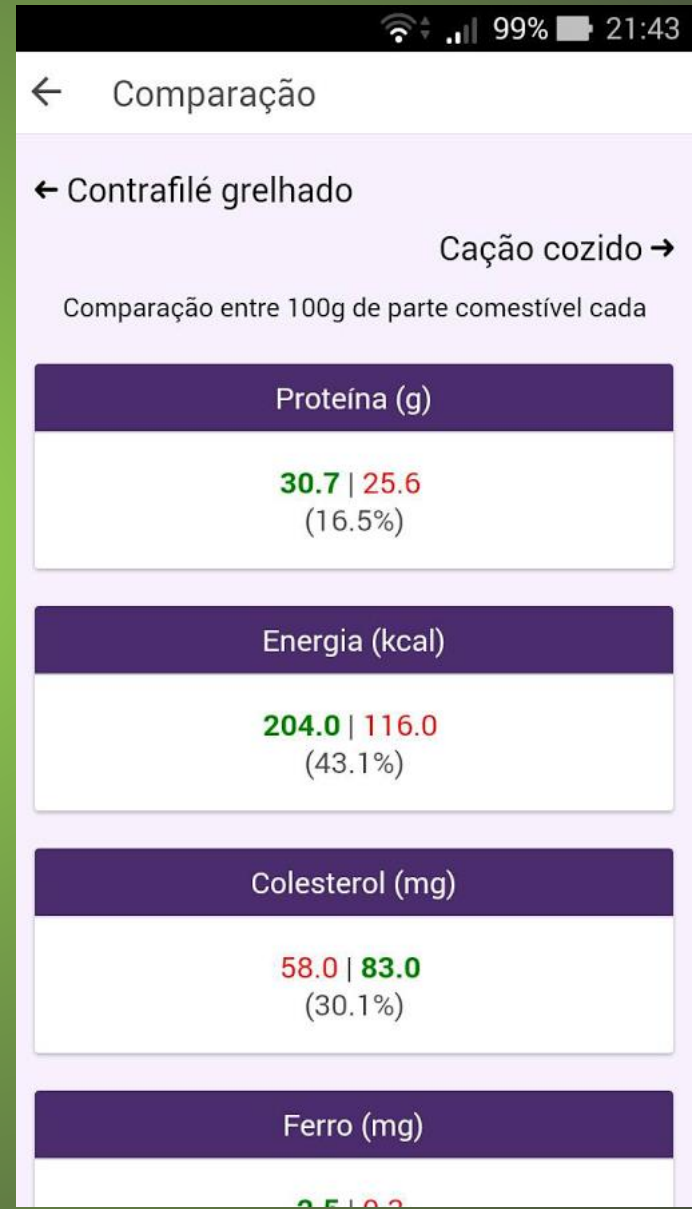 99% 21:43
← Comparação
← Contrafilé grelhado
Cação cozido →
Comparação entre 100g de parte comestível cada
Proteína (g)
30.7 | 25.6
(16.5%)
Energia (kcal)
204.0 | 116.0
(43.1%)
Colesterol (mg)
58.0 | 83.0
(30.1%)
Ferro (mg)